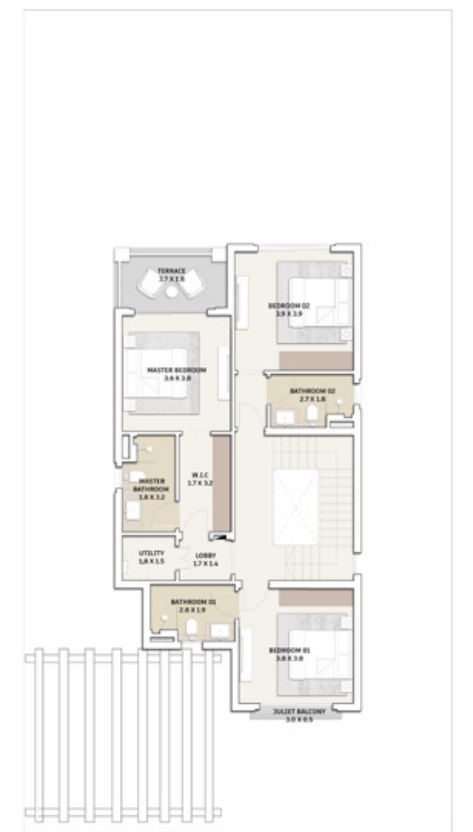 TERRACE
3.7 X 1.8
BEDROOM 02
3.9 X 3.9
MASTER BEDROOM
3.6 X 3.8
BATHROOM 02
2.7 X 1.8
W.I.C
1.7 X 3.2
MASTER
BATHROOM
1.8 X 3.2
UTILITY
1.8 X 1.5
LOBBY
1.7 X 1.4
BATHROOM 01
2.8 X 1.9
BEDROOM 01
3.8 X 3.8
JULIET BALCONY
3.0 X 0.5